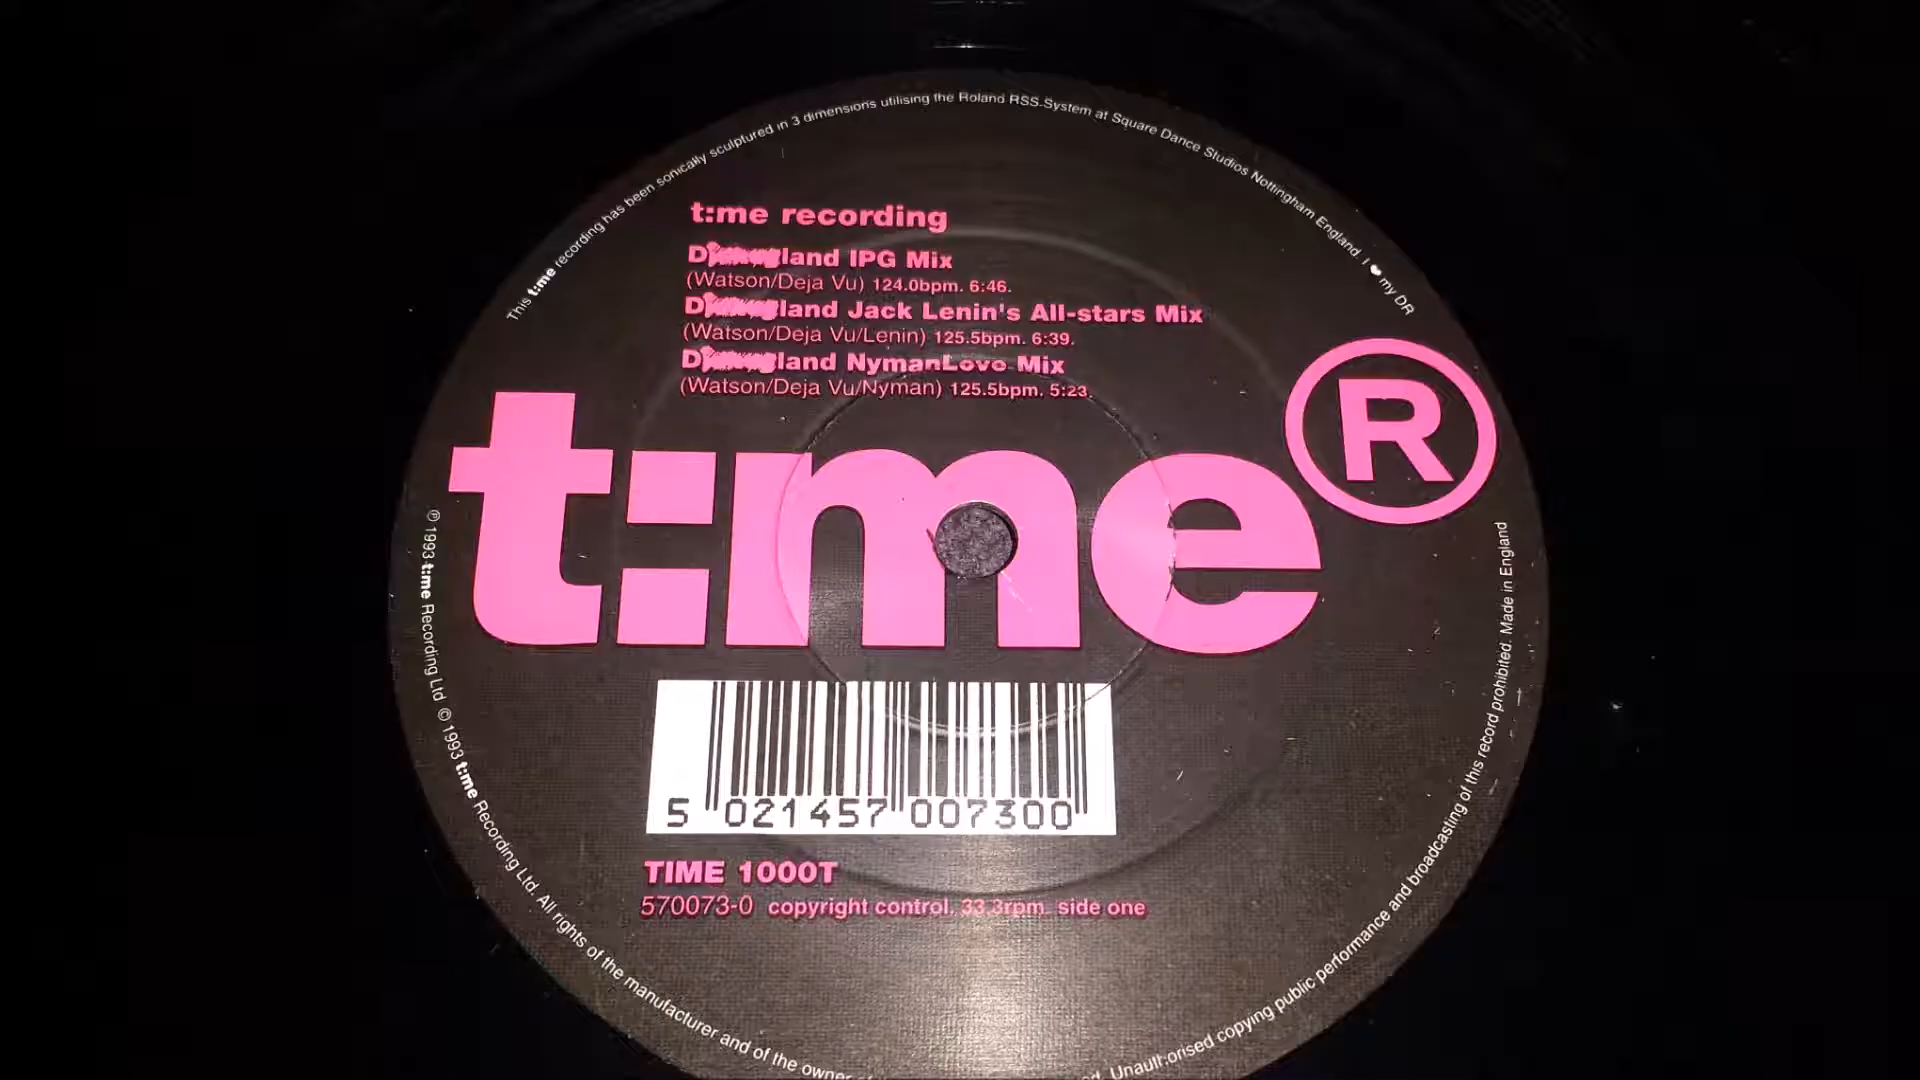 This t:me recording has been sonically sculptured in 3 dimensions utilising the Roland RSS-System at Square Dance Studios Nottingham England. I ♥ my DR
t:me recording
D land IPG Mix
(Watson/Deja Vu) 124.0bpm. 6:46.
D land Jack Lenin's All-stars Mix
(Watson/Deja Vu/Lenin) 125.5bpm. 6:39.
D land NymanLove Mix
(Watson/Deja Vu/Nyman) 125.5bpm. 5:23.
t:me®
5 021457 007300
TIME 1000T
570073-0 copyright control. 33.3rpm. side one
℗ 1993 t:me Recording Ltd © 1993 t:me Recording Ltd. All rights of the manufacturer and of the owner
Unauthorised copying public performance and broadcasting of this record prohibited. Made in England